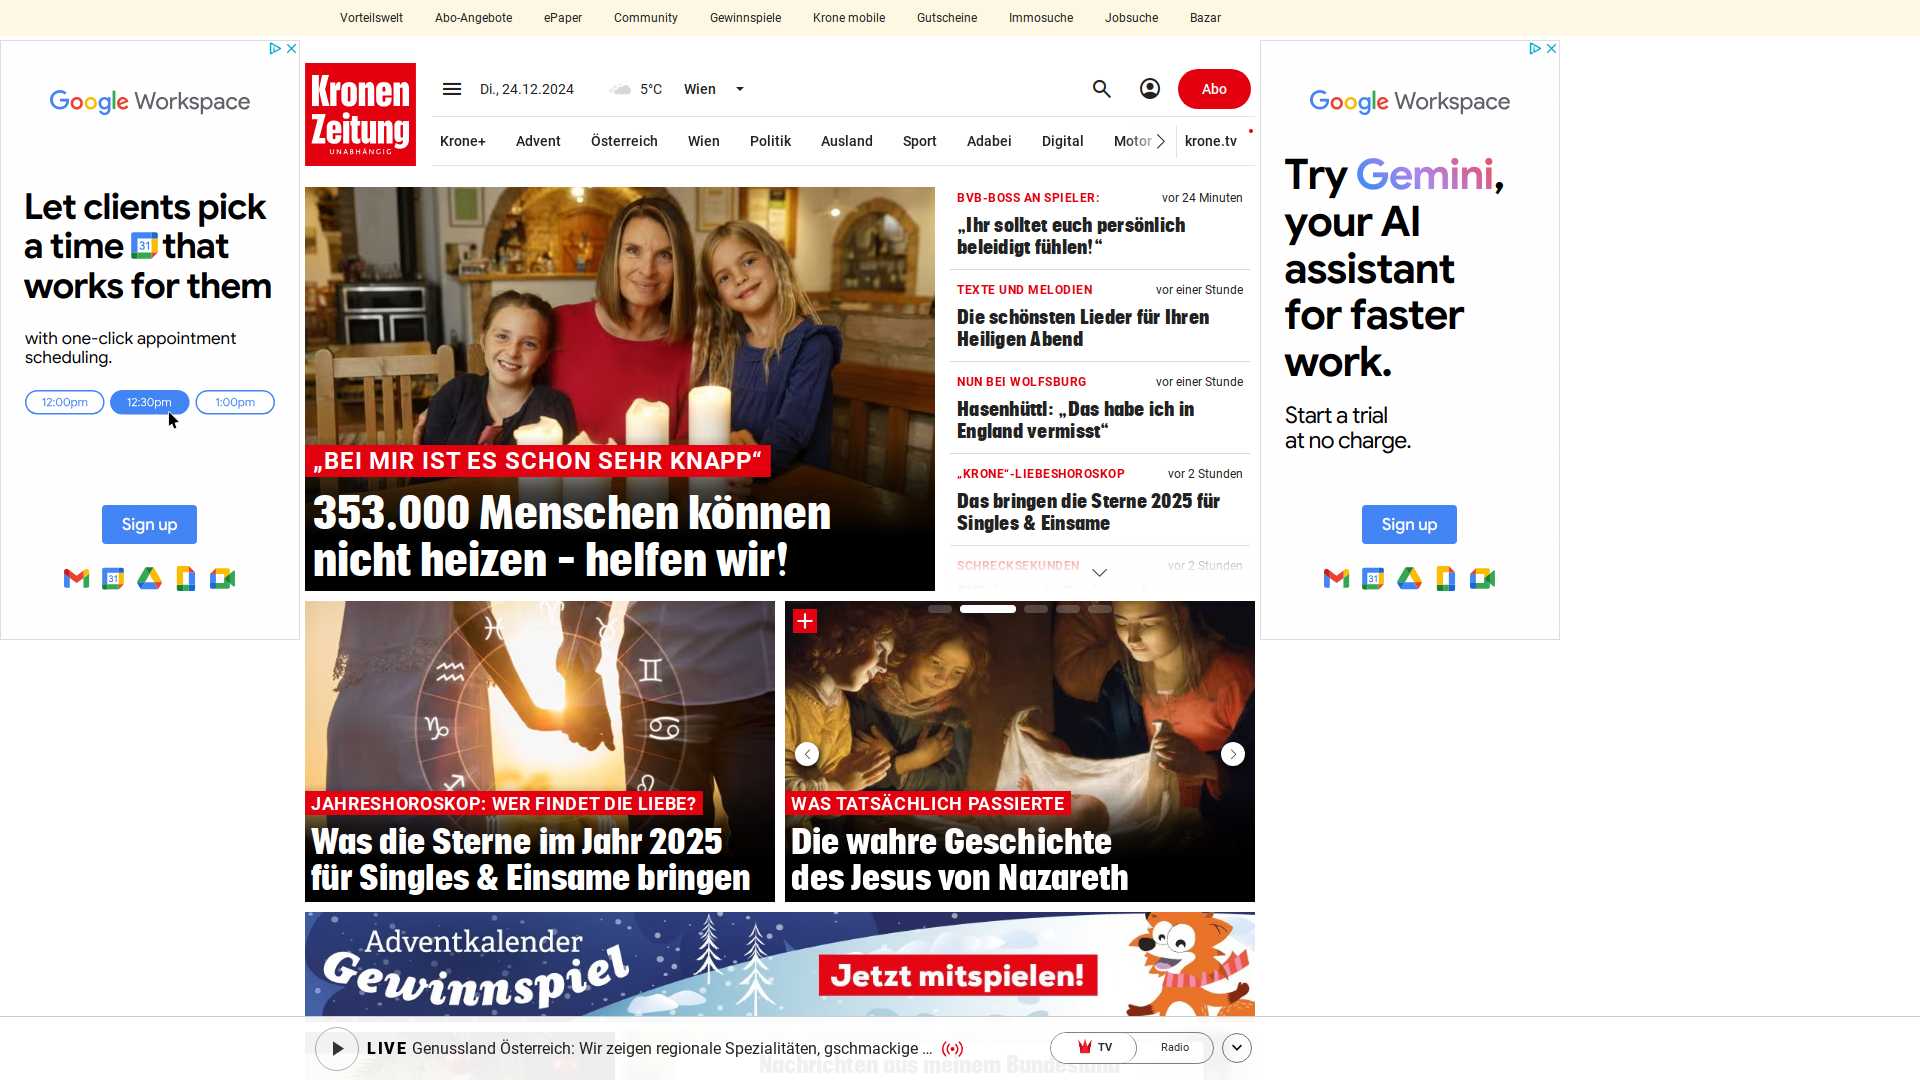 Vorteilswelt Abo-Angebote ePaper Community Gewinnspiele Krone mobile Gutscheine Immosuche Jobsuche Bazar
Google Workspace
Let clients pick
a time 31 that
works for them
with one-click appointment
scheduling.
12:00pm 12:30pm 1:00pm
Sign up
31
Kronen
Zeitung
UNABHÄNGIG
Di., 24.12.2024 5°C Wien
Abo
Krone+ Advent Österreich Wien Politik Ausland Sport Adabei Digital Motor krone.tv
„BEI MIR IST ES SCHON SEHR KNAPP“
353.000 Menschen können
nicht heizen – helfen wir!
BVB-BOSS AN SPIELER: vor 24 Minuten
„Ihr solltet euch persönlich
beleidigt fühlen!“
TEXTE UND MELODIEN vor einer Stunde
Die schönsten Lieder für Ihren
Heiligen Abend
NUN BEI WOLFSBURG vor einer Stunde
Hasenhüttl: „Das habe ich in
England vermisst“
„KRONE“-LIEBESHOROSKOP vor 2 Stunden
Das bringen die Sterne 2025 für
Singles & Einsame
SCHRECKSEKUNDEN vor 2 Stunden
JAHRESHOROSKOP: WER FINDET DIE LIEBE?
Was die Sterne im Jahr 2025
für Singles & Einsame bringen
WAS TATSÄCHLICH PASSIERTE
Die wahre Geschichte
des Jesus von Nazareth
Adventkalender
Gewinnspiel
Jetzt mitspielen!
LIVE Genussland Österreich: Wir zeigen regionale Spezialitäten, gschmackige ...
TV Radio
Nachrichten aus meinem Bundesland
Google Workspace
Try Gemini,
your AI
assistant
for faster
work.
Start a trial
at no charge.
Sign up
31